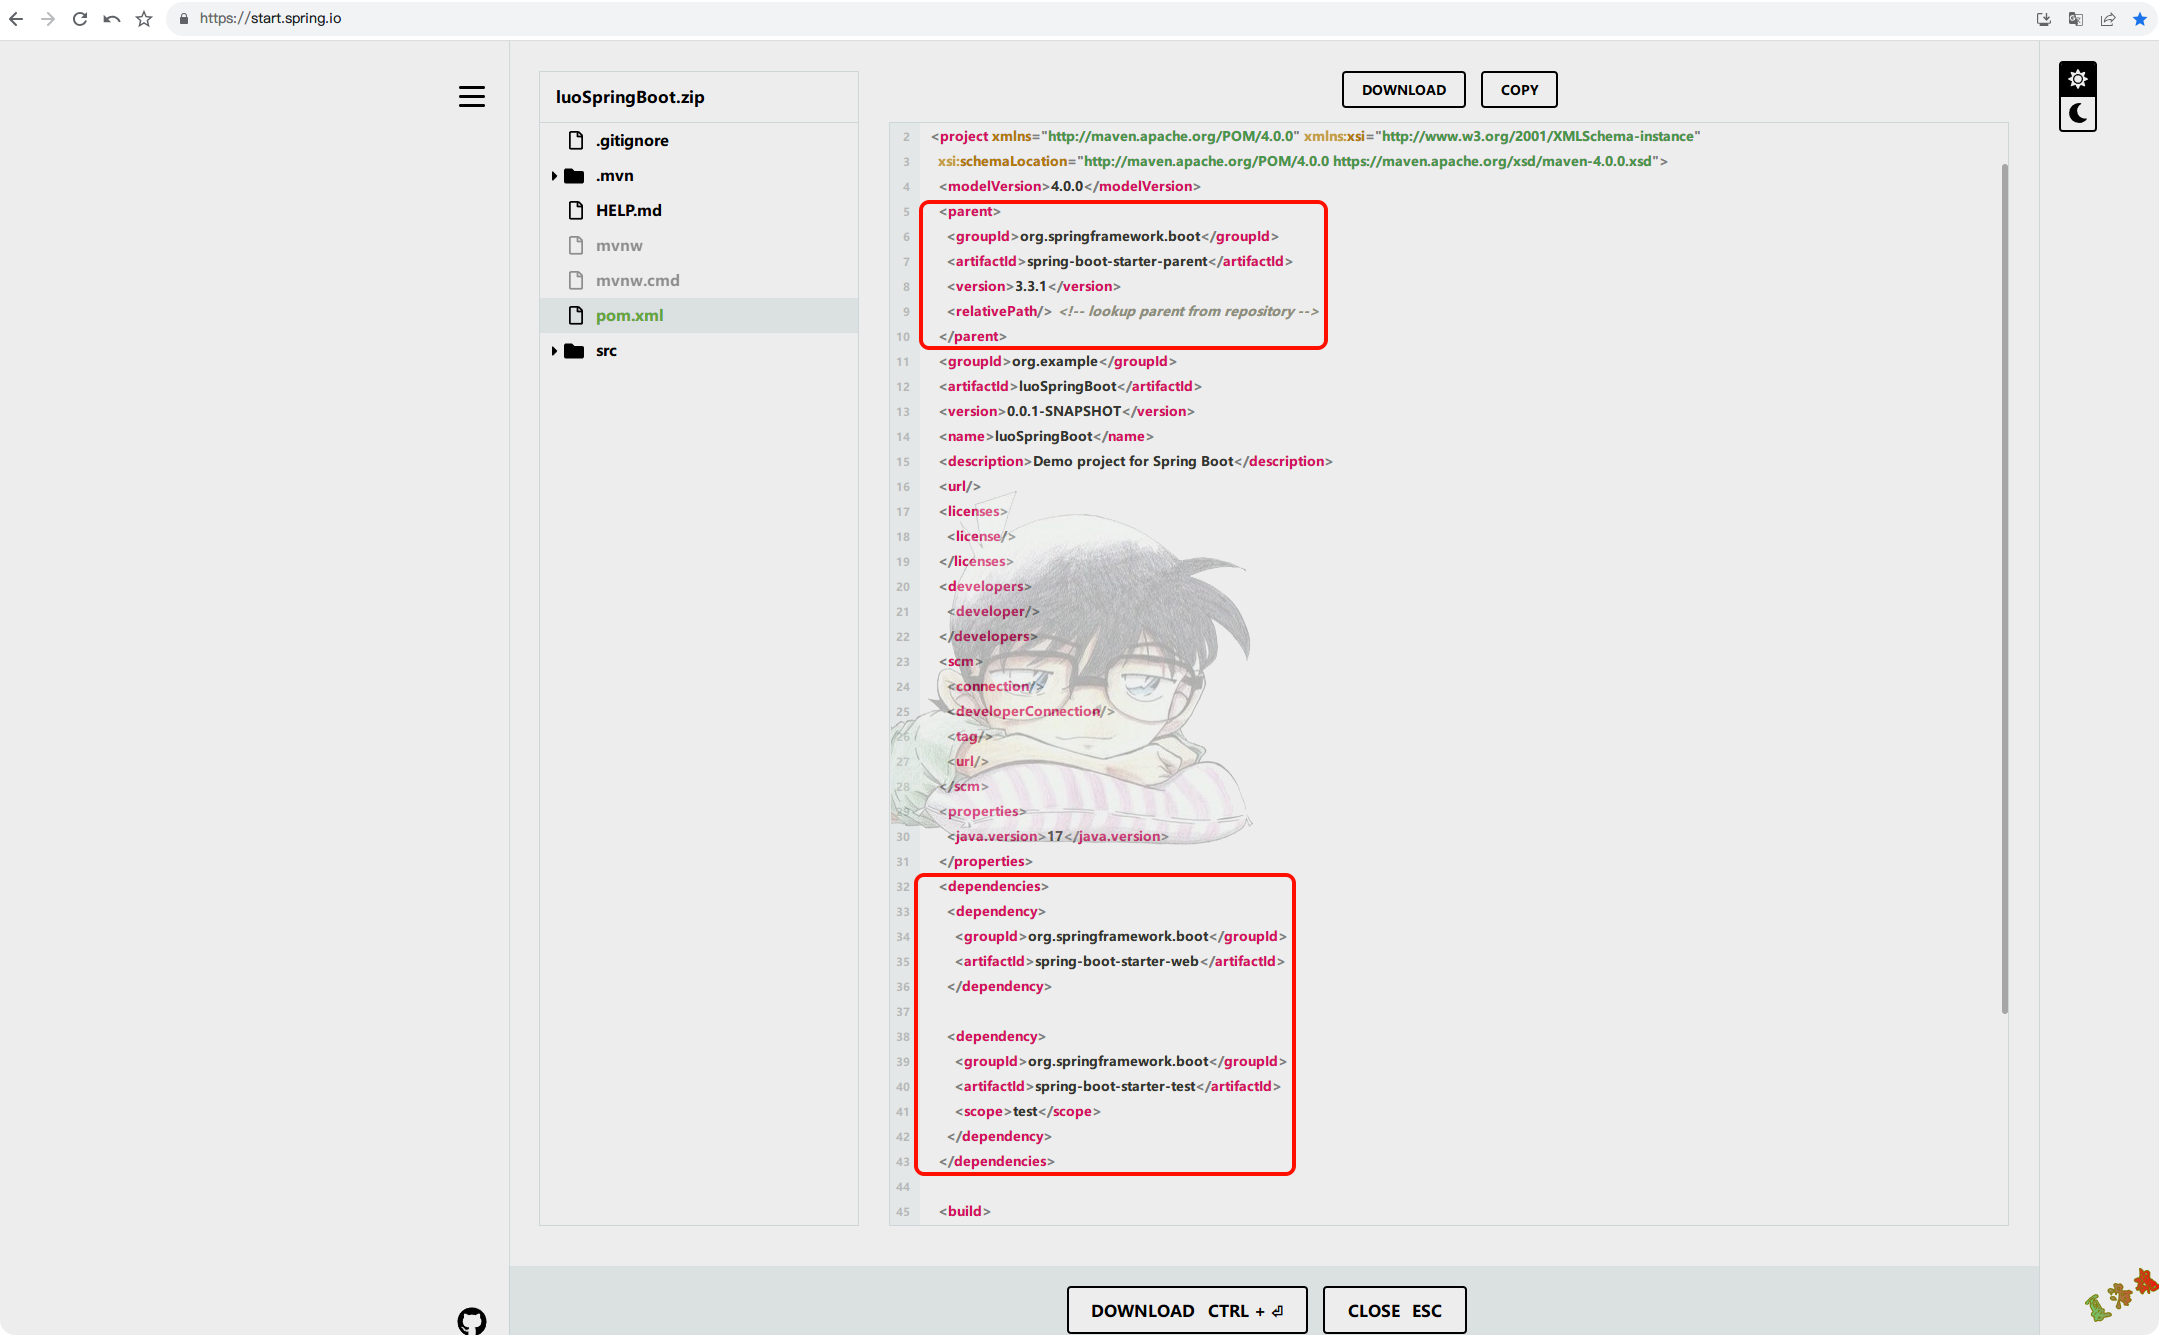 https://start.spring.io
luoSpringBoot.zip
DOWNLOAD COPY
.gitignore
.mvn
HELP.md
mvnw
mvnw.cmd
pom.xml
src
2 <project xmlns="http://maven.apache.org/POM/4.0.0" xmlns:xsi="http://www.w3.org/2001/XMLSchema-instance"
3 xsi:schemaLocation="http://maven.apache.org/POM/4.0.0 https://maven.apache.org/xsd/maven-4.0.0.xsd">
4 <modelVersion>4.0.0</modelVersion>
5 <parent>
6 <groupId>org.springframework.boot</groupId>
7 <artifactId>spring-boot-starter-parent</artifactId>
8 <version>3.3.1</version>
9 <relativePath/> <!-- lookup parent from repository -->
10 </parent>
11 <groupId>org.example</groupId>
12 <artifactId>luoSpringBoot</artifactId>
13 <version>0.0.1-SNAPSHOT</version>
14 <name>luoSpringBoot</name>
15 <description>Demo project for Spring Boot</description>
16 <url/>
17 <licenses>
18 <license/>
19 </licenses>
20 <developers>
21 <developer/>
22 </developers>
23 <scm>
24 <connection/>
25 <developerConnection/>
26 <tag/>
27 <url/>
28 </scm>
29 <properties>
30 <java.version>17</java.version>
31 </properties>
32 <dependencies>
33 <dependency>
34 <groupId>org.springframework.boot</groupId>
35 <artifactId>spring-boot-starter-web</artifactId>
36 </dependency>
37
38 <dependency>
39 <groupId>org.springframework.boot</groupId>
40 <artifactId>spring-boot-starter-test</artifactId>
41 <scope>test</scope>
42 </dependency>
43 </dependencies>
44
45 <build>
DOWNLOAD CTRL + ⏎ CLOSE ESC